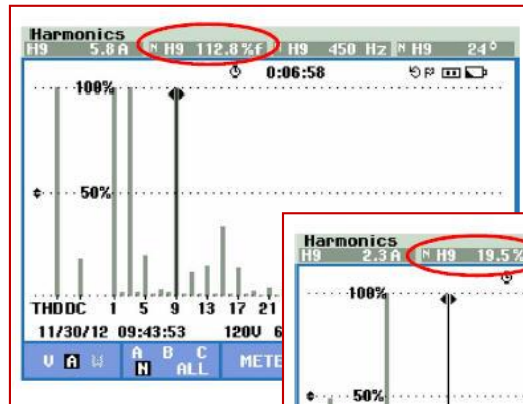 Harmonics
H9 5.8A N H9 112.8%f N H9 450 Hz N H9 24°
0:06:58
100%
50%
THD DC 1 5 9 13 17 21
11/30/12 09:43:53 120V 6
V A W A B C N ALL METE
Harmonics
H9 2.3A N H9 19.5%
100%
50%